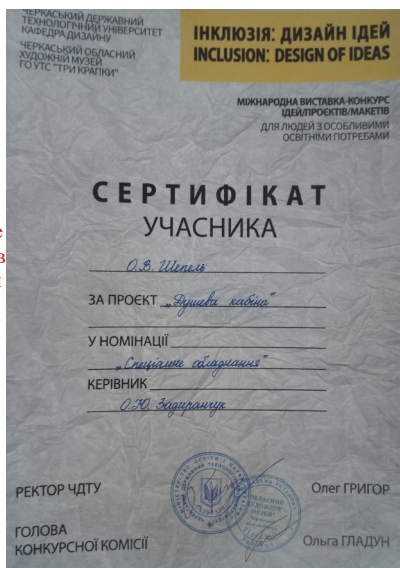 ЧЕРКАСЬКИЙ ДЕРЖАВНИЙ
ТЕХНОЛОГІЧНИЙ УНІВЕРСИТЕТ
КАФЕДРА ДИЗАЙНУ
ЧЕРКАСЬКИЙ ОБЛАСНИЙ
ХУДОЖНІЙ МУЗЕЙ
ГО УТС "ТРИ КРАПКИ"
ІНКЛЮЗІЯ: ДИЗАЙН ІДЕЙ
INCLUSION: DESIGN OF IDEAS
МІЖНАРОДНА ВИСТАВКА-КОНКУРС
ІДЕЙ/ПРОЄКТІВ/МАКЕТІВ
ДЛЯ ЛЮДЕЙ З ОСОБЛИВИМИ
ОСВІТНІМИ ПОТРЕБАМИ
СЕРТИФІКАТ
УЧАСНИКА
О.В. Шепель
ЗА ПРОЄКТ „Душева кабіна"
У НОМІНАЦІЇ
„Спеціальне обладнання"
КЕРІВНИК
О.Ю. Задиранчук
РЕКТОР ЧДТУ
Олег ГРИГОР
ГОЛОВА
КОНКУРСНОЇ КОМІСІЇ
Ольга ГЛАДУН